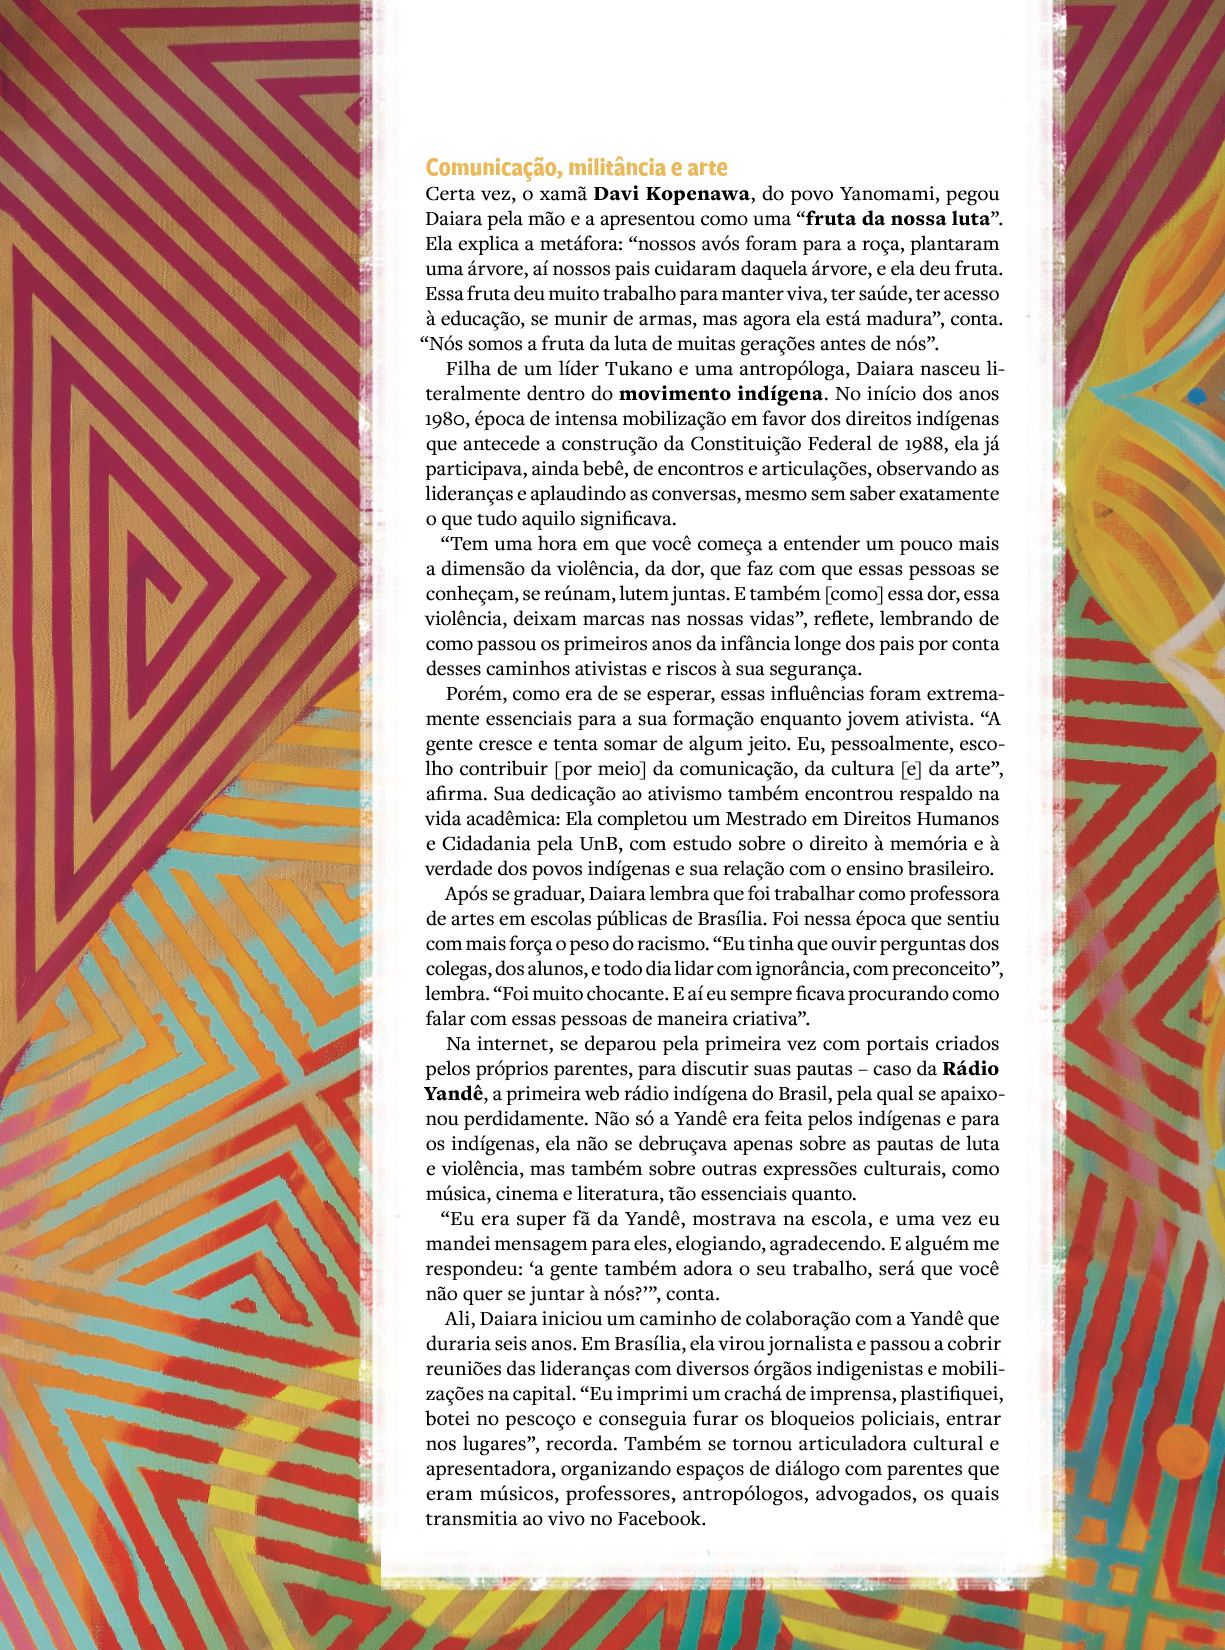 Comunicação, militância e arte
Certa vez, o xamã Davi Kopenawa, do povo Yanomami, pegou
Daiara pela mão e a apresentou como uma “fruta da nossa luta”.
Ela explica a metáfora: “nossos avós foram para a roça, plantaram
uma árvore, aí nossos pais cuidaram daquela árvore, e ela deu fruta.
Essa fruta deu muito trabalho para manter viva, ter saúde, ter acesso
à educação, se munir de armas, mas agora ela está madura”, conta.
“Nós somos a fruta da luta de muitas gerações antes de nós”.
Filha de um líder Tukano e uma antropóloga, Daiara nasceu li-
teralmente dentro do movimento indígena. No início dos anos
1980, época de intensa mobilização em favor dos direitos indígenas
que antecede a construção da Constituição Federal de 1988, ela já
participava, ainda bebê, de encontros e articulações, observando as
lideranças e aplaudindo as conversas, mesmo sem saber exatamente
o que tudo aquilo significava.
“Tem uma hora em que você começa a entender um pouco mais
a dimensão da violência, da dor, que faz com que essas pessoas se
conheçam, se reúnam, lutem juntas. E também [como] essa dor, essa
violência, deixam marcas nas nossas vidas”, reflete, lembrando de
como passou os primeiros anos da infância longe dos pais por conta
desses caminhos ativistas e riscos à sua segurança.
Porém, como era de se esperar, essas influências foram extrema-
mente essenciais para a sua formação enquanto jovem ativista. “A
gente cresce e tenta somar de algum jeito. Eu, pessoalmente, esco-
lho contribuir [por meio] da comunicação, da cultura [e] da arte”,
afirma. Sua dedicação ao ativismo também encontrou respaldo na
vida acadêmica: Ela completou um Mestrado em Direitos Humanos
e Cidadania pela UnB, com estudo sobre o direito à memória e à
verdade dos povos indígenas e sua relação com o ensino brasileiro.
Após se graduar, Daiara lembra que foi trabalhar como professora
de artes em escolas públicas de Brasília. Foi nessa época que sentiu
com mais força o peso do racismo. “Eu tinha que ouvir perguntas dos
colegas, dos alunos, e todo dia lidar com ignorância, com preconceito”,
lembra. “Foi muito chocante. E aí eu sempre ficava procurando como
falar com essas pessoas de maneira criativa”.
Na internet, se deparou pela primeira vez com portais criados
pelos próprios parentes, para discutir suas pautas – caso da Rádio
Yandê, a primeira web rádio indígena do Brasil, pela qual se apaixo-
nou perdidamente. Não só a Yandê era feita pelos indígenas e para
os indígenas, ela não se debruçava apenas sobre as pautas de luta
e violência, mas também sobre outras expressões culturais, como
música, cinema e literatura, tão essenciais quanto.
“Eu era super fã da Yandê, mostrava na escola, e uma vez eu
mandei mensagem para eles, elogiando, agradecendo. E alguém me
respondeu: ‘a gente também adora o seu trabalho, será que você
não quer se juntar à nós?’”, conta.
Ali, Daiara iniciou um caminho de colaboração com a Yandê que
duraria seis anos. Em Brasília, ela virou jornalista e passou a cobrir
reuniões das lideranças com diversos órgãos indigenistas e mobili-
zações na capital. “Eu imprimi um crachá de imprensa, plastifiquei,
botei no pescoço e conseguia furar os bloqueios policiais, entrar
nos lugares”, recorda. Também se tornou articuladora cultural e
apresentadora, organizando espaços de diálogo com parentes que
eram músicos, professores, antropólogos, advogados, os quais
transmitia ao vivo no Facebook.